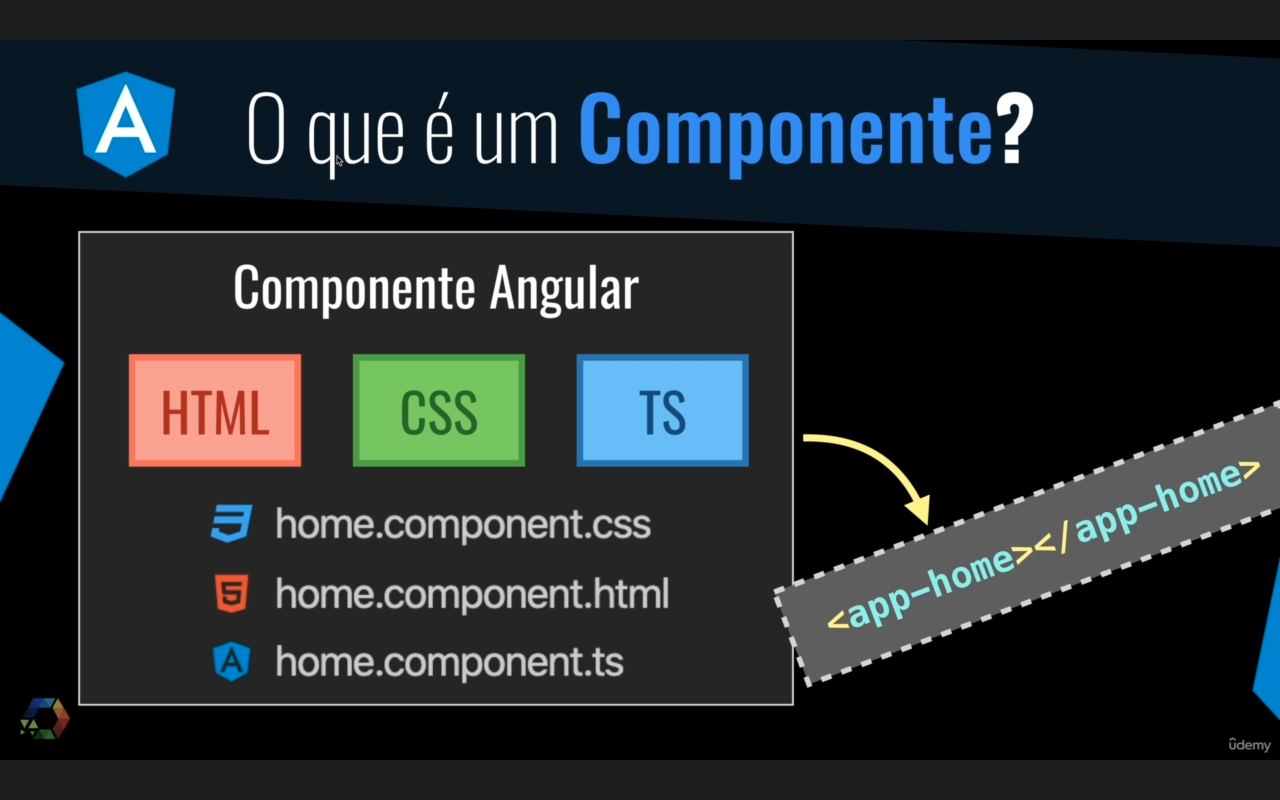 O que é um Componente?
Componente Angular
HTML CSS TS
home.component.css
home.component.html
home.component.ts
<app-home></app-home>
ûdemy